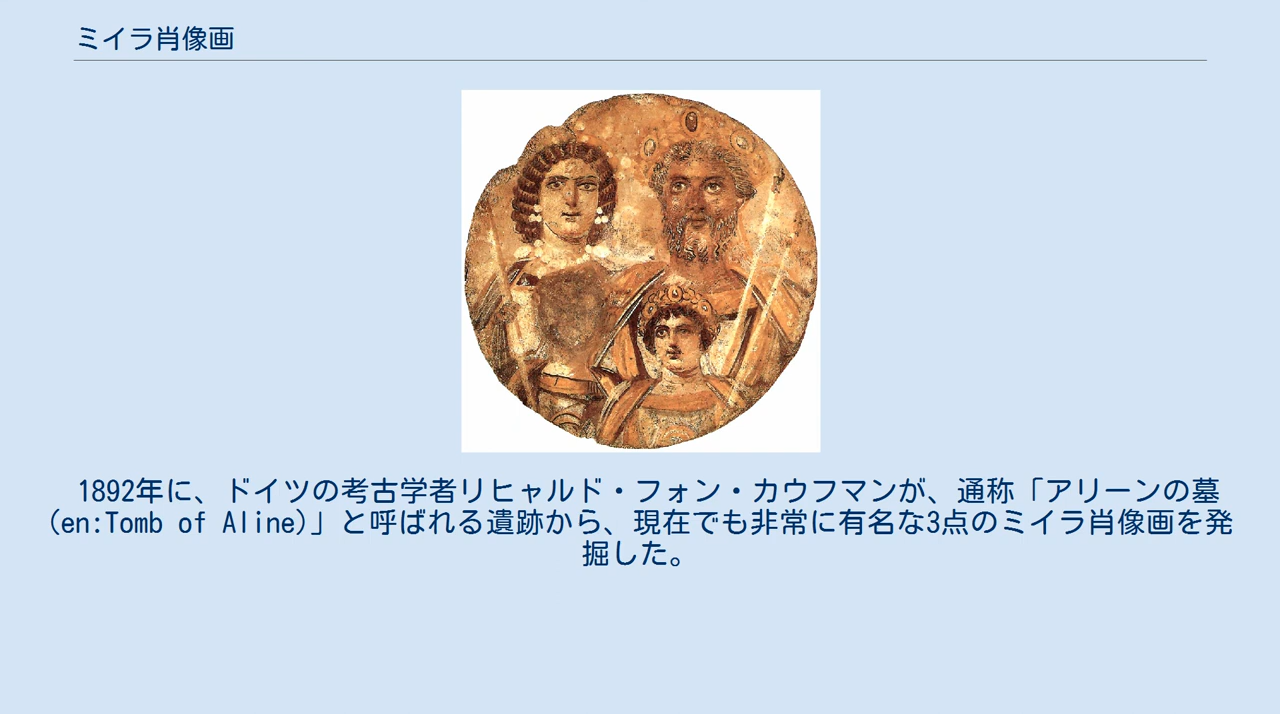 ミイラ肖像画
1892年に、ドイツの考古学者リヒャルド・フォン・カウフマンが、通称「アリーンの墓
(en:Tomb of Aline)」と呼ばれる遺跡から、現在でも非常に有名な3点のミイラ肖像画を発
掘した。